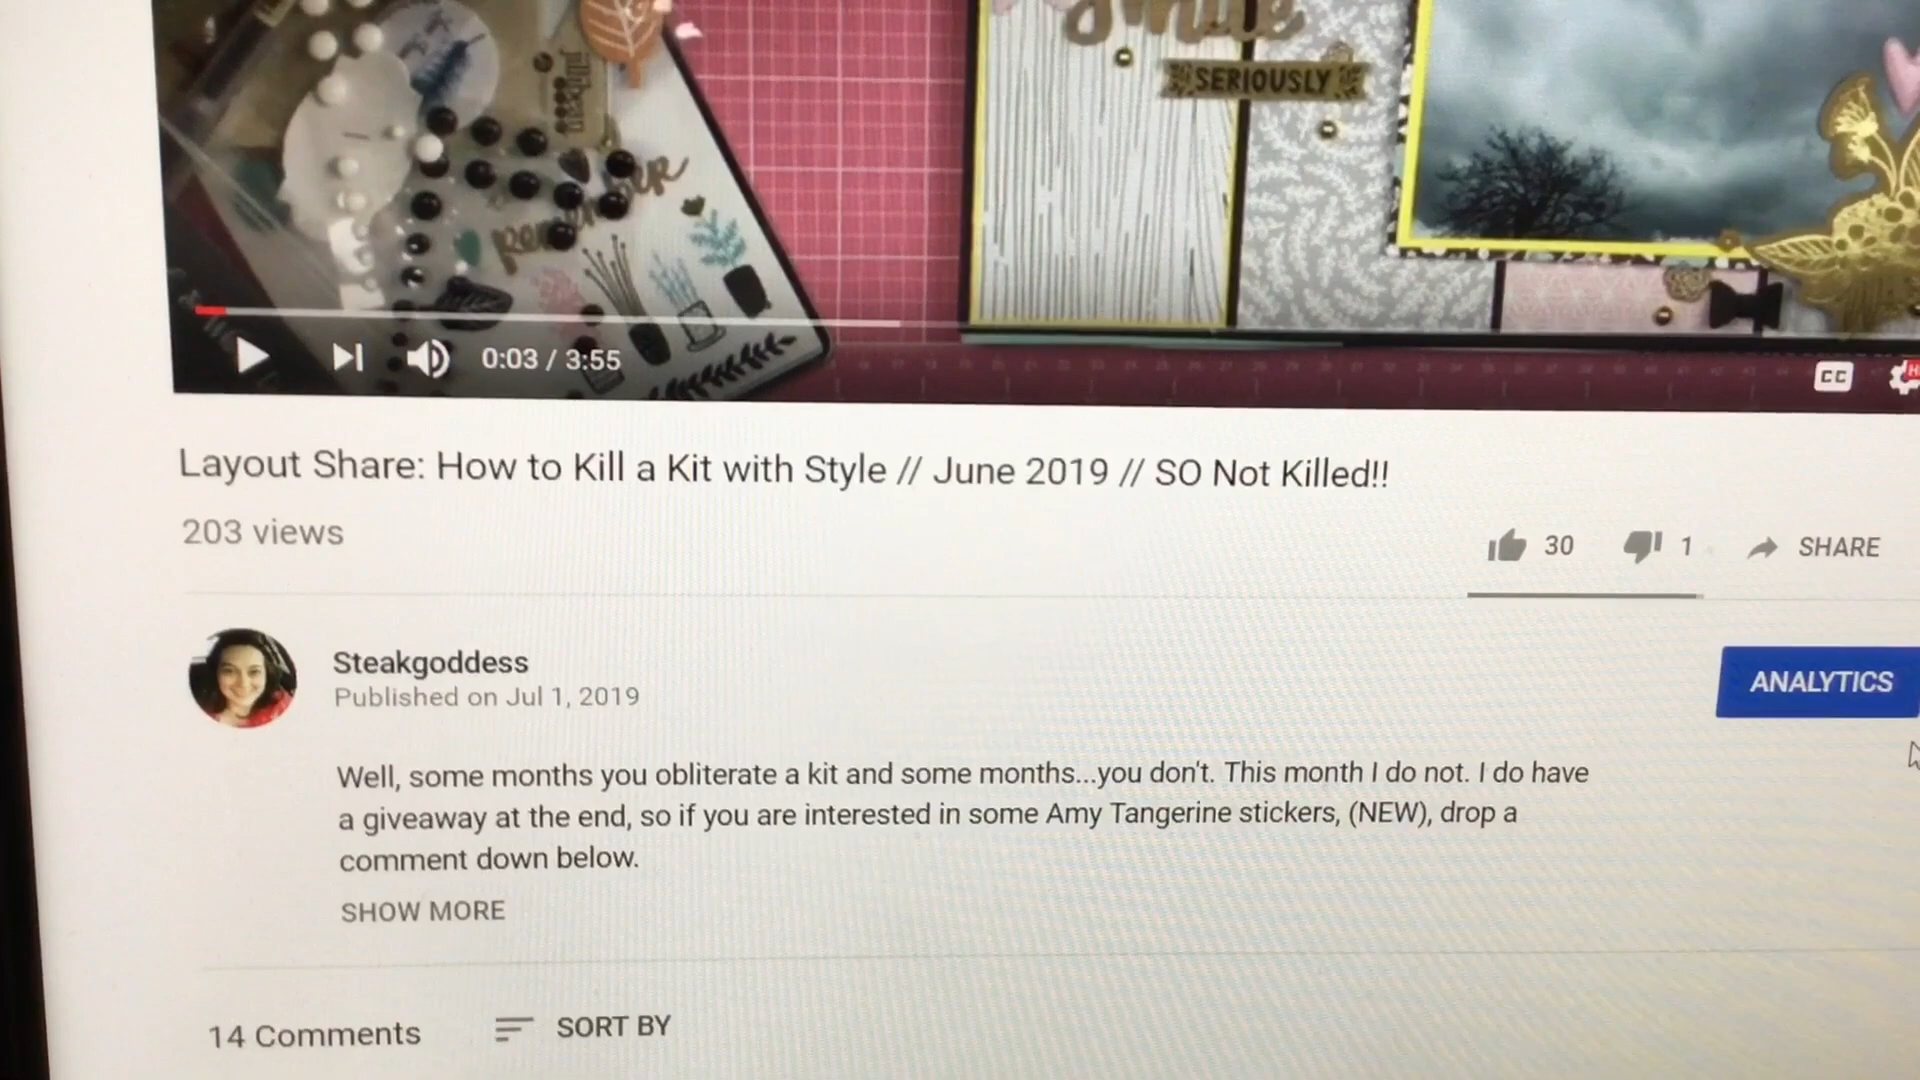 smile
SERIOUSLY
remember
0:03 / 3:55
CC
Layout Share: How to Kill a Kit with Style // June 2019 // SO Not Killed!!
203 views
30
1
SHARE
Steakgoddess
Published on Jul 1, 2019
ANALYTICS
Well, some months you obliterate a kit and some months...you don't. This month I do not. I do have
a giveaway at the end, so if you are interested in some Amy Tangerine stickers, (NEW), drop a
comment down below.
SHOW MORE
14 Comments
SORT BY